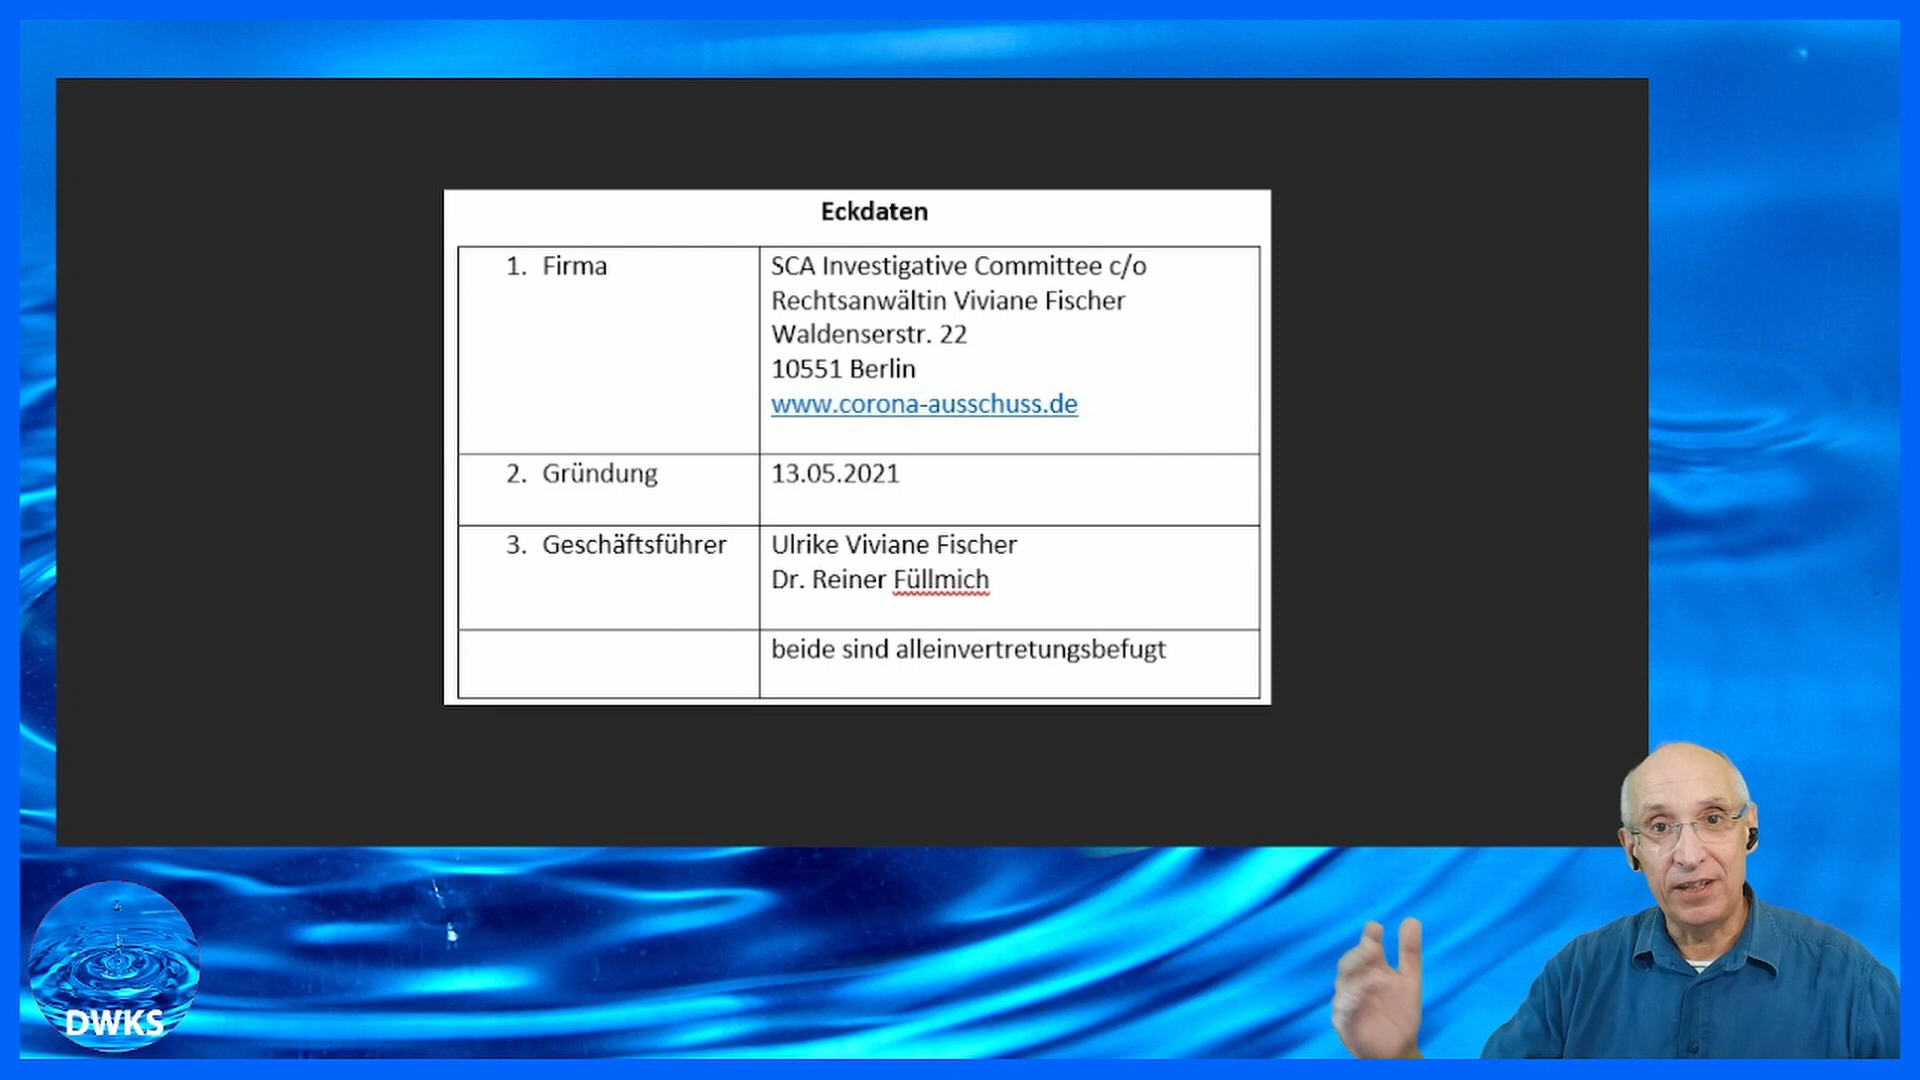 Eckdaten
1. Firma
SCA Investigative Committee c/o
Rechtsanwältin Viviane Fischer
Waldenserstr. 22
10551 Berlin
www.corona-ausschuss.de
2. Gründung
13.05.2021
3. Geschäftsführer
Ulrike Viviane Fischer
Dr. Reiner Füllmich
beide sind alleinvertretungsbefugt
DWKS